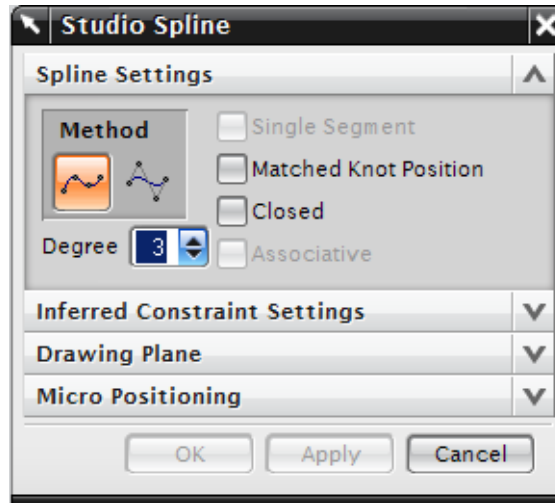 Studio Spline
Spline Settings
Method
Single Segment
Matched Knot Position
Closed
Degree 3
Associative
Inferred Constraint Settings
Drawing Plane
Micro Positioning
OK Apply Cancel